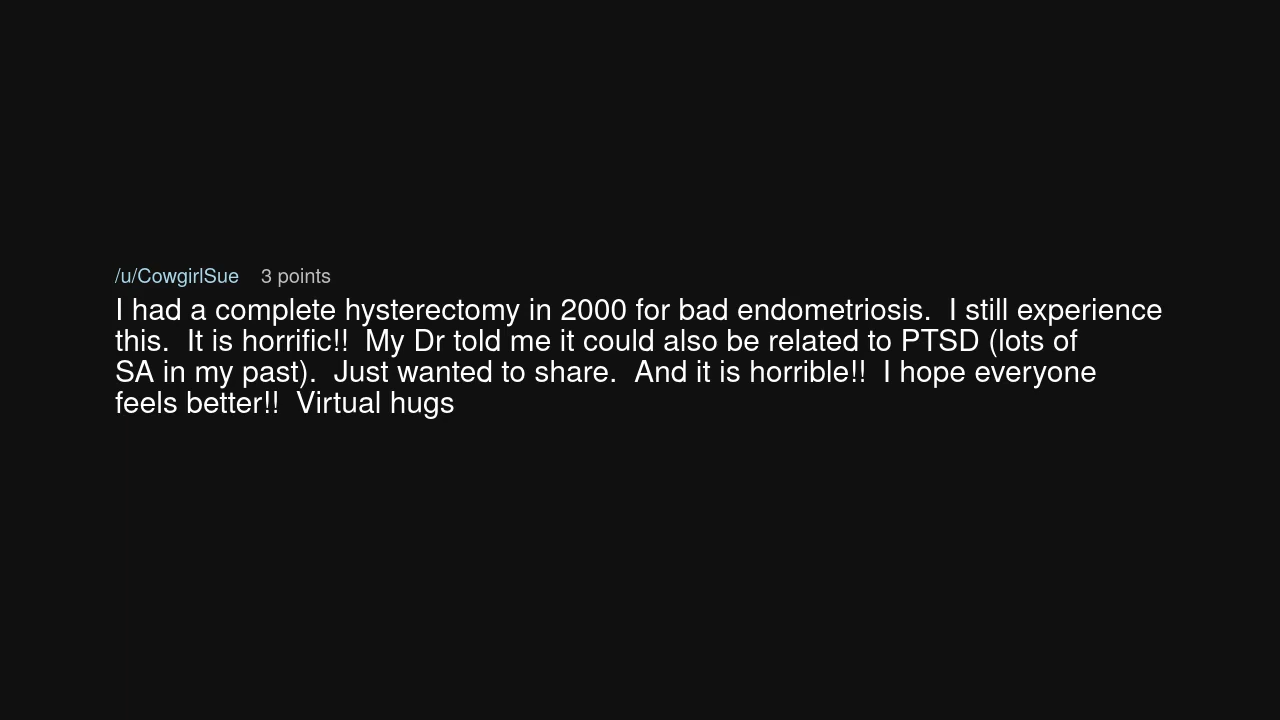 /u/CowgirlSue    3 points
I had a complete hysterectomy in 2000 for bad endometriosis.  I still experience
this.  It is horrific!!  My Dr told me it could also be related to PTSD (lots of
SA in my past).  Just wanted to share.  And it is horrible!!  I hope everyone
feels better!!  Virtual hugs